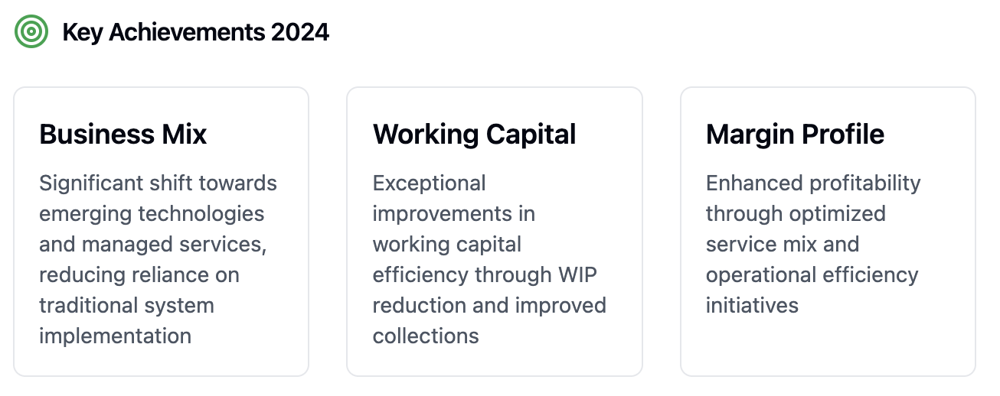 Key Achievements 2024
Business Mix
Significant shift towards
emerging technologies
and managed services,
reducing reliance on
traditional system
implementation
Working Capital
Exceptional
improvements in
working capital
efficiency through WIP
reduction and improved
collections
Margin Profile
Enhanced profitability
through optimized
service mix and
operational efficiency
initiatives